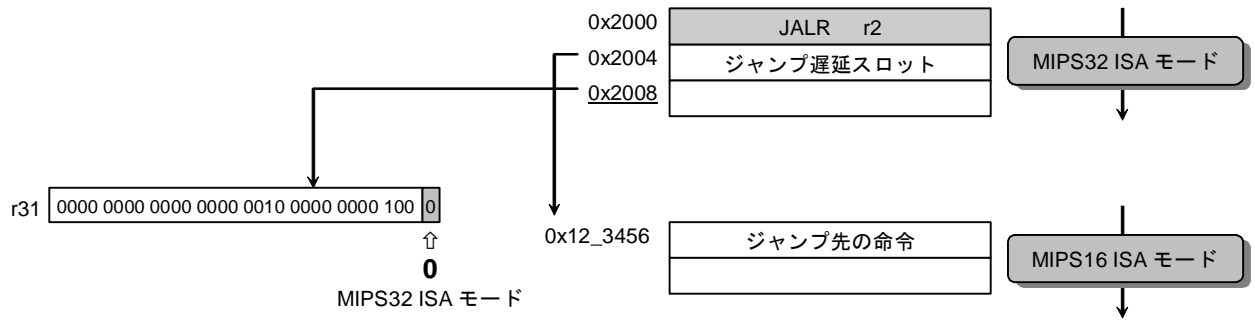 0x2000 JALR r2
0x2004 ジャンプ遅延スロット MIPS32 ISA モード
0x2008
r31 0000 0000 0000 0000 0010 0000 0000 100 0
⇧
0
MIPS32 ISA モード
0x12_3456 ジャンプ先の命令
MIPS16 ISA モード